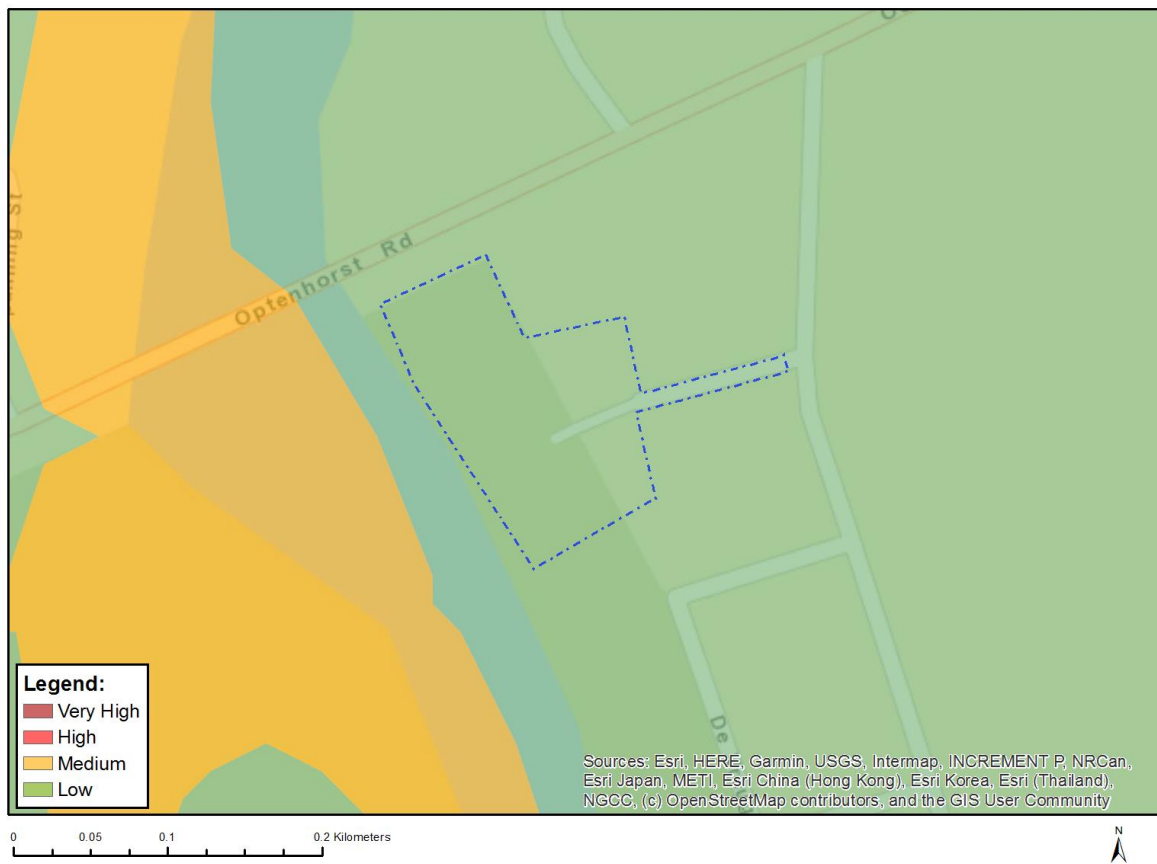 Optenhorst Rd
De
Legend:
Very High
High
Medium
Low
Sources: Esri, HERE, Garmin, USGS, Intermap, INCREMENT P, NRCan,
Esri Japan, METI, Esri China (Hong Kong), Esri Korea, Esri (Thailand),
NGCC, (c) OpenStreetMap contributors, and the GIS User Community
0 0.05 0.1 0.2 Kilometers
N